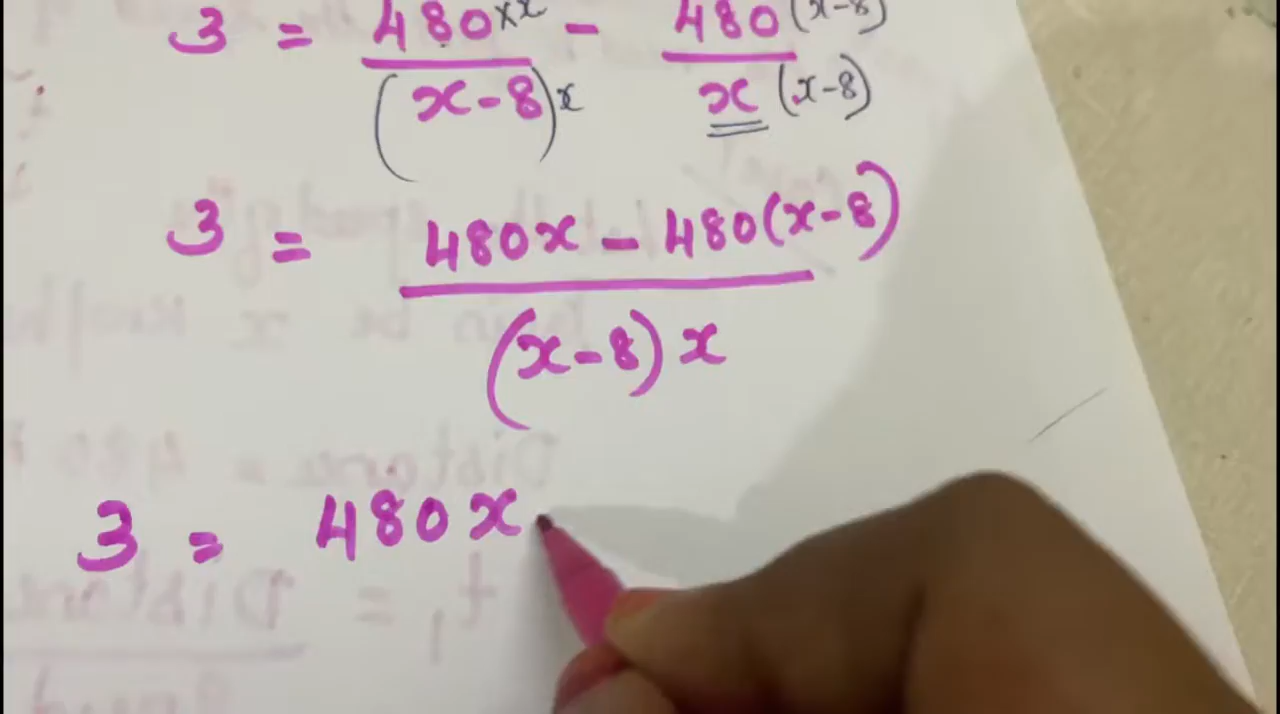 3 = 480 ×x / (x-8) x - 480 (x-8) / x (x-8)
3 = 480x - 480(x-8) / (x-8) x
3 = 480x